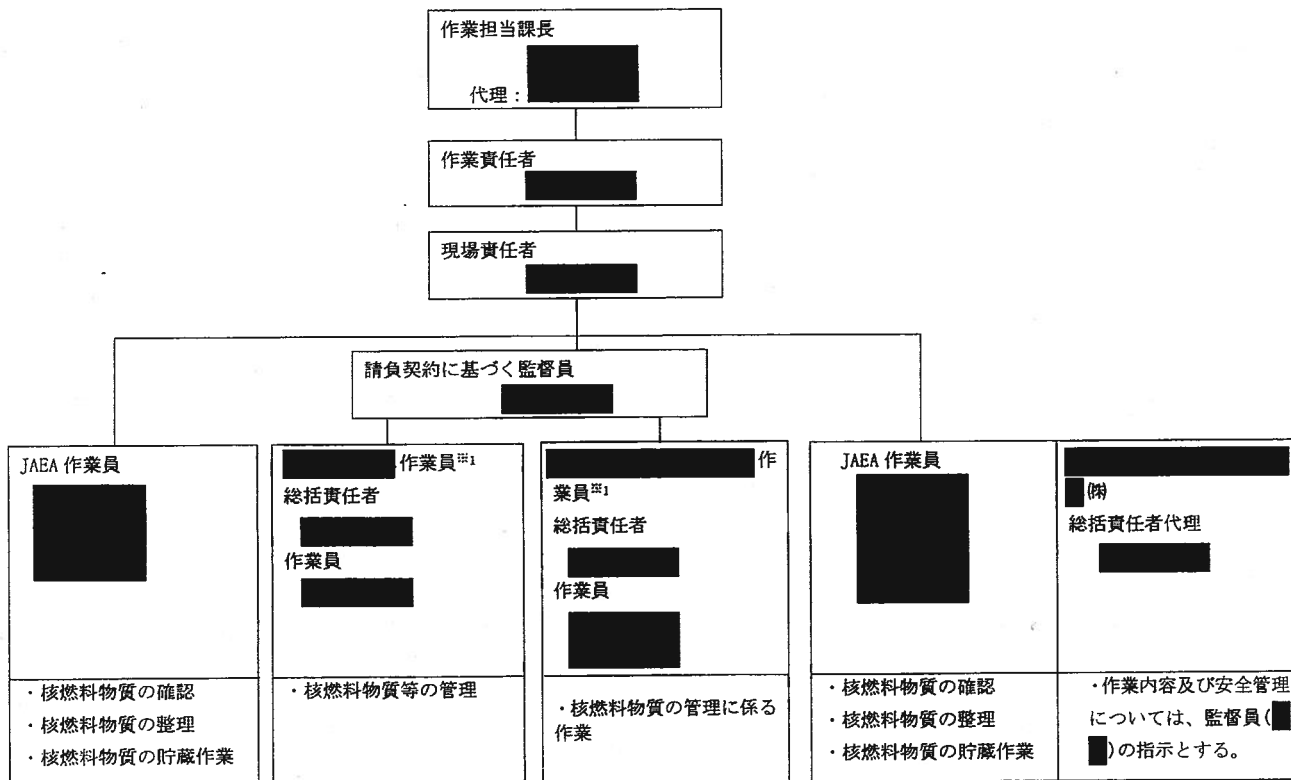 作業担当課長
代理：
作業責任者
現場責任者
請負契約に基づく監督員
JAEA 作業員
・核燃料物質の確認
・核燃料物質の整理
・核燃料物質の貯蔵作業
作業員※1
総括責任者
作業員
・核燃料物質等の管理
作
業員※1
総括責任者
作業員
・核燃料物質の管理に係る
作業
JAEA 作業員
・核燃料物質の確認
・核燃料物質の整理
・核燃料物質の貯蔵作業
㈱
総括責任者代理
・作業内容及び安全管理
については、監督員(
)の指示とする。